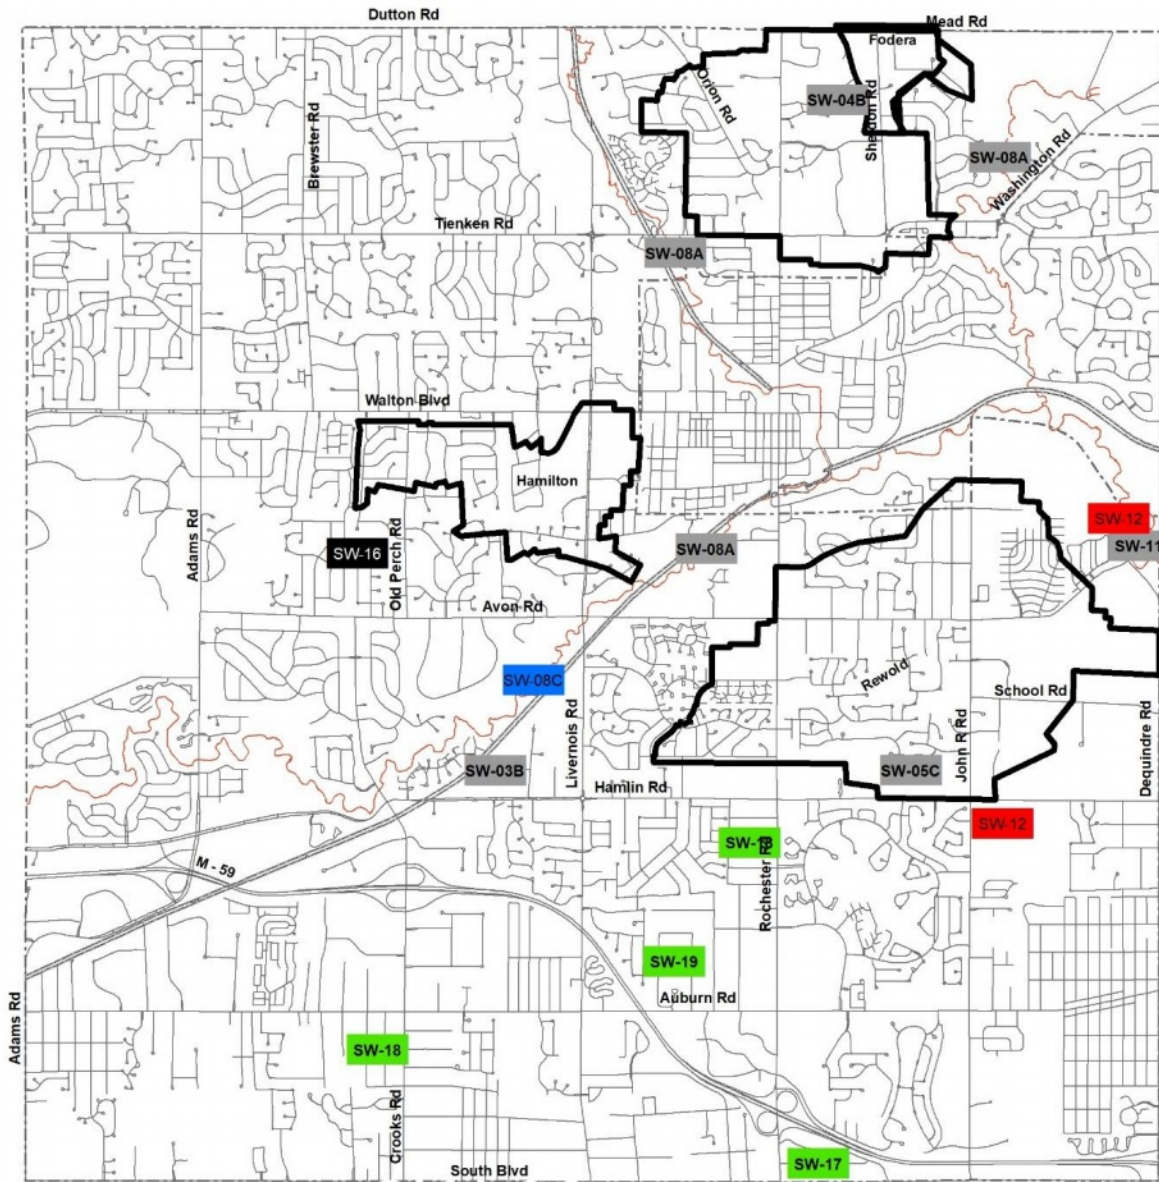 Dutton Rd
Mead Rd
Fodera
Orion Rd
SW-04B
Sheldon Rd
Brewster Rd
SW-08A
Washington Rd
Tienken Rd
SW-08A
Walton Blvd
Hamilton
Adams Rd
SW-16
Old Perch Rd
SW-08A
SW-12
SW-11
Avon Rd
SW-08C
Rewold
School Rd
Livernois Rd
John R Rd
Dequindre Rd
SW-03B
SW-05C
Hamlin Rd
SW-12
Rochester Rd
M - 59
SW-19
Auburn Rd
Adams Rd
SW-18
Crooks Rd
South Blvd
SW-17